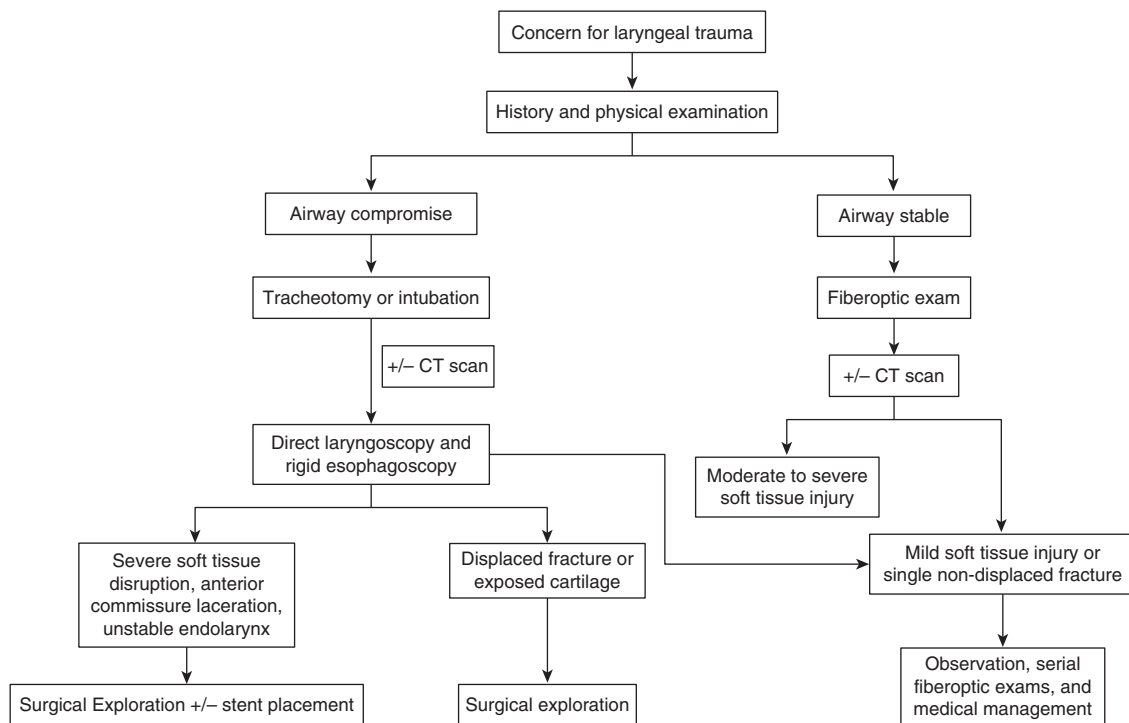 Concern for laryngeal trauma
History and physical examination
Airway compromise
Airway stable
Tracheotomy or intubation
Fiberoptic exam
+/– CT scan
+/– CT scan
Direct laryngoscopy and
rigid esophagoscopy
Moderate to severe
soft tissue injury
Severe soft tissue
disruption, anterior
commissure laceration,
unstable endolarynx
Displaced fracture or
exposed cartilage
Mild soft tissue injury or
single non-displaced fracture
Surgical Exploration +/– stent placement
Surgical exploration
Observation, serial
fiberoptic exams, and
medical management